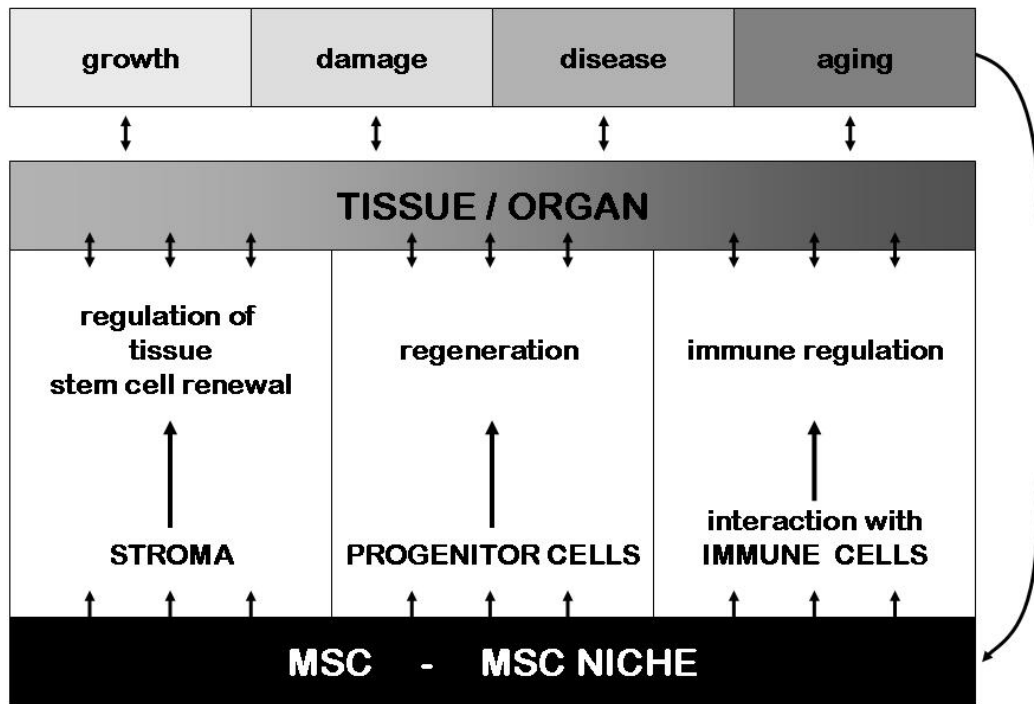 growth damage disease aging
TISSUE / ORGAN
regulation of
tissue
stem cell renewal
regeneration
immune regulation
STROMA
PROGENITOR CELLS
interaction with
IMMUNE CELLS
MSC - MSC NICHE